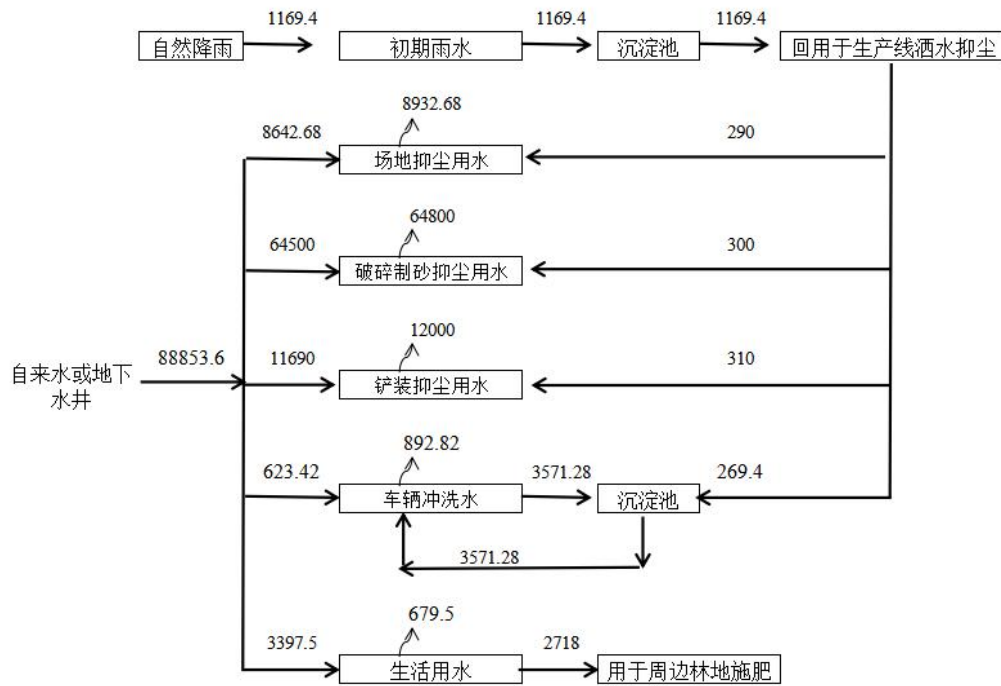 1169.4
1169.4
1169.4
自然降雨
初期雨水
沉淀池
回用于生产线洒水抑尘
8932.68
8642.68
290
场地抑尘用水
64800
64500
300
破碎制砂抑尘用水
12000
88853.6
11690
310
自来水或地下
水井
铲装抑尘用水
892.82
623.42
3571.28
269.4
车辆冲洗水
沉淀池
3571.28
679.5
3397.5
2718
生活用水
用于周边林地施肥